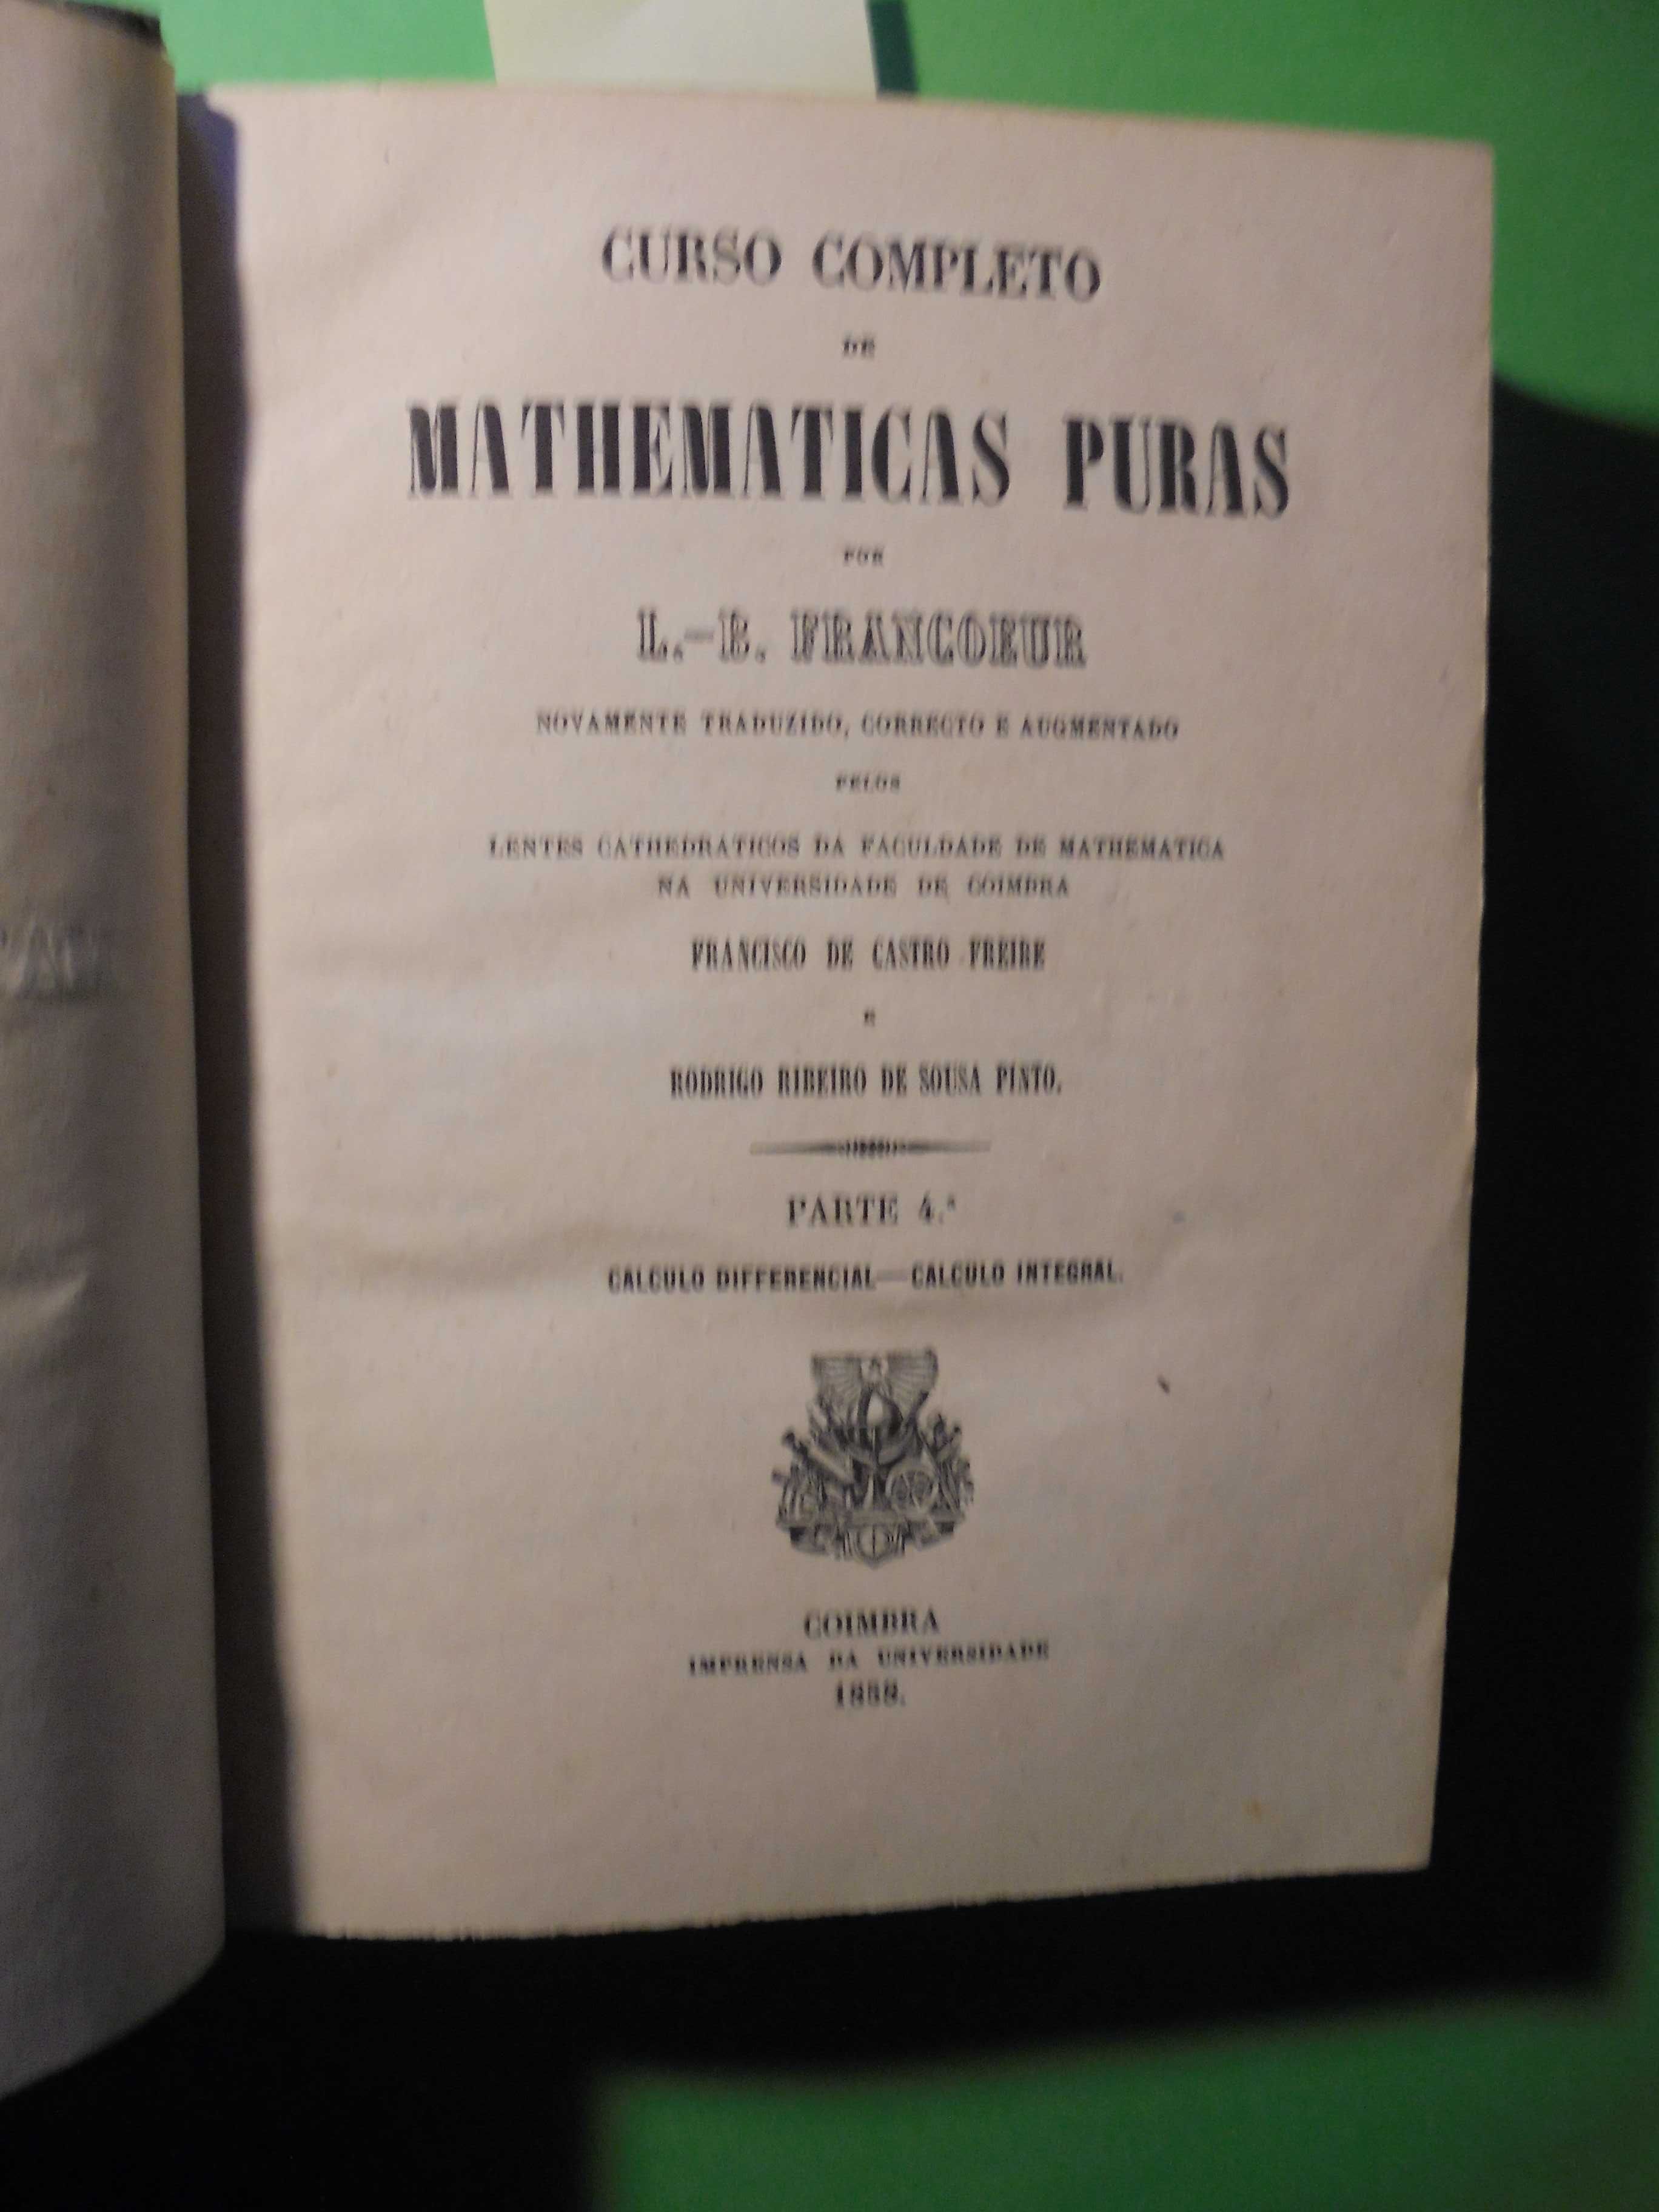 CURSO COMPLETO
DE
MATHEMATICAS PURAS
POR
L.-B. FRANCOEUR
NOVAMENTE TRADUZIDO, CORRECTO E AUGMENTADO
PELOS
LENTES CATHEDRATICOS DA FACULDADE DE MATHEMATICA
NA UNIVERSIDADE DE COIMBRA
FRANCISCO DE CASTRO FREIRE
E
RODRIGO RIBEIRO DE SOUSA PINTO.
PARTE 4.ª
CALCULO DIFFERENCIAL—CALCULO INTEGRAL.
COIMBRA
IMPRENSA DA UNIVERSIDADE